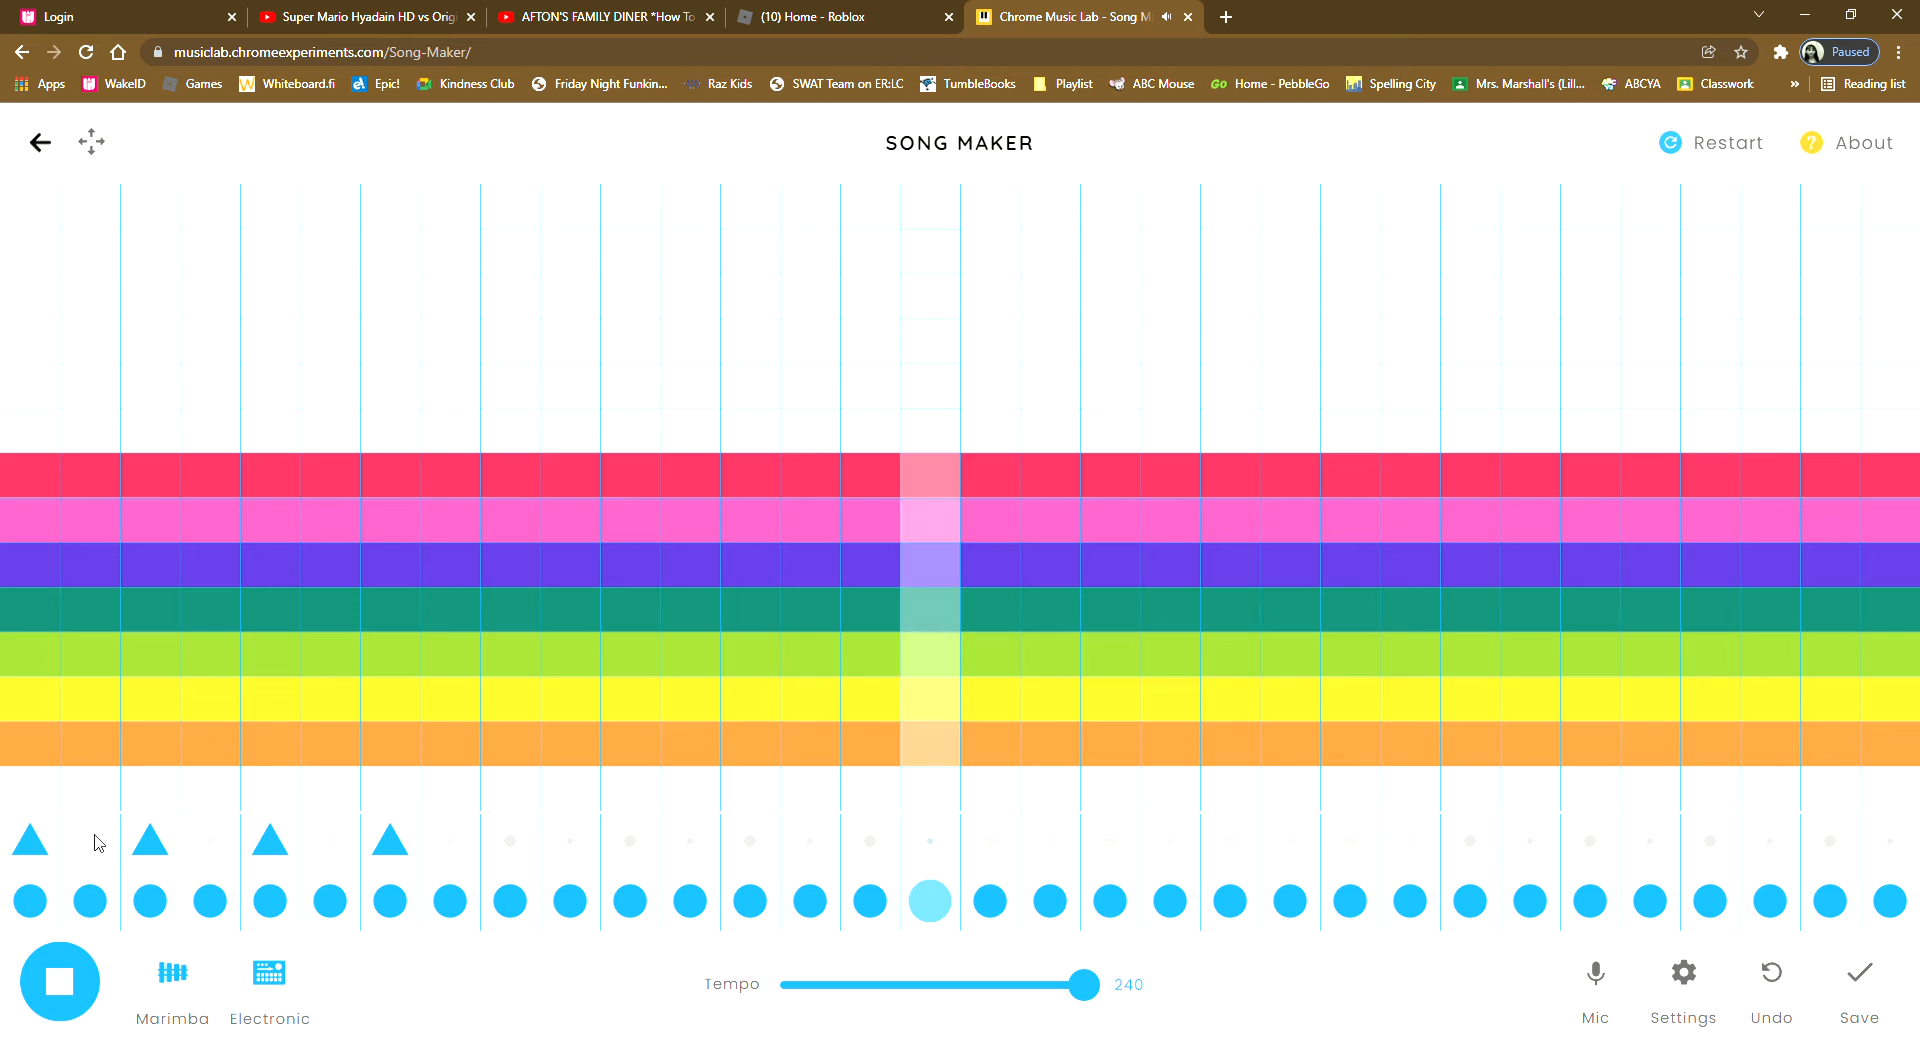 Login
Super Mario Hyadain HD vs Orig
AFTON'S FAMILY DINER *How To
(10) Home - Roblox
Chrome Music Lab - Song M
musiclab.chromeexperiments.com/Song-Maker/
Paused
Apps
WakeID
Games
Whiteboard.fi
Epic!
Kindness Club
Friday Night Funkin...
Raz Kids
SWAT Team on ER:LC
TumbleBooks
Playlist
ABC Mouse
Home - PebbleGo
Spelling City
Mrs. Marshall's (Lill...
ABCYA
Classwork
»
Reading list
SONG MAKER
Restart
About
Tempo
240
Marimba
Electronic
Mic
Settings
Undo
Save